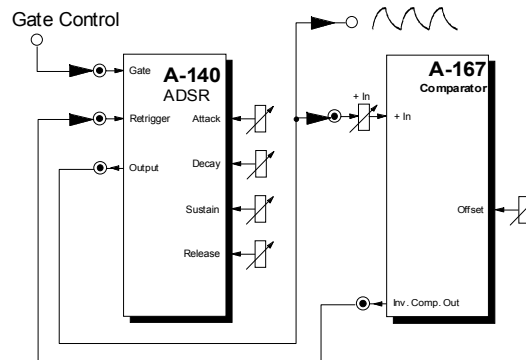 Gate Control
A-140
ADSR
Gate
Retrigger
Output
Attack
Decay
Sustain
Release
A-167
Comparator
+ In
+ In
Offset
Inv. Comp. Out